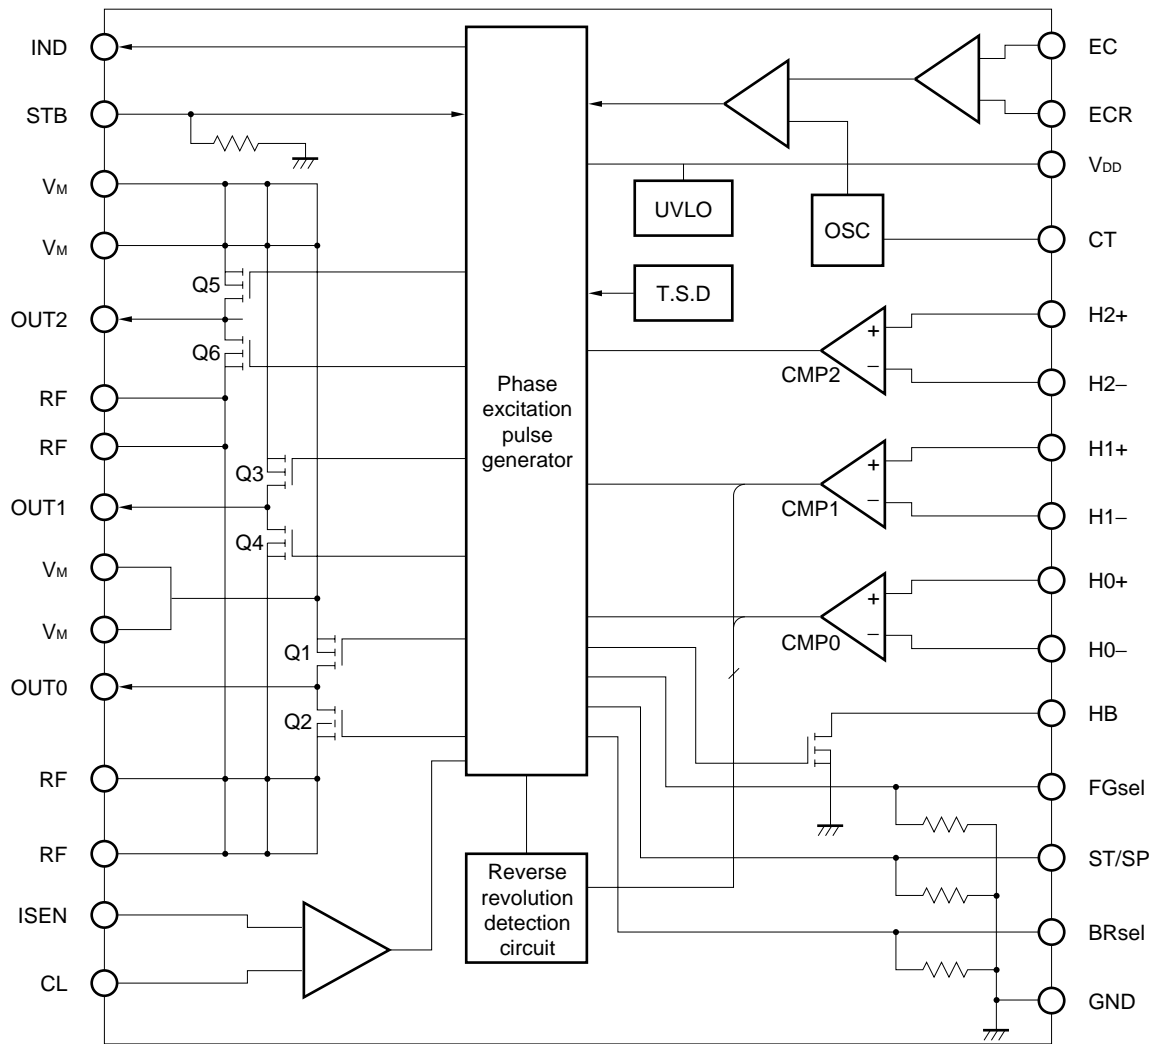 IND
STB
VM
VM
Q5
OUT2
Q6
RF
RF
Q3
OUT1
Q4
VM
VM
Q1
OUT0
Q2
RF
RF
ISEN
CL
Phase
excitation
pulse
generator
Reverse
revolution
detection
circuit
UVLO
OSC
T.S.D
+
−
CMP2
+
−
CMP1
+
−
CMP0
EC
ECR
VDD
CT
H2+
H2−
H1+
H1−
H0+
H0−
HB
FGsel
ST/SP
BRsel
GND